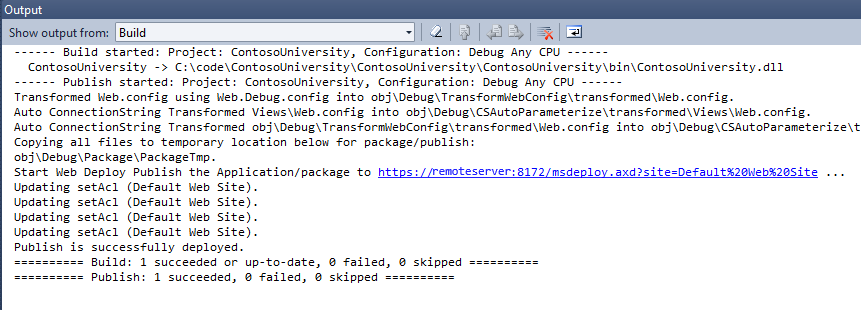 Output
Show output from: Build
------ Build started: Project: ContosoUniversity, Configuration: Debug Any CPU ------
ContosoUniversity -> C:\code\ContosoUniversity\ContosoUniversity\ContosoUniversity\bin\ContosoUniversity.dll
------ Publish started: Project: ContosoUniversity, Configuration: Debug Any CPU ------
Transformed Web.config using Web.Debug.config into obj\Debug\TransformWebConfig\transformed\Web.config.
Auto ConnectionString Transformed Views\Web.config into obj\Debug\CSAutoParameterize\transformed\Views\Web.config.
Auto ConnectionString Transformed obj\Debug\TransformWebConfig\transformed\Web.config into obj\Debug\CSAutoParameterize\t
Copying all files to temporary location below for package/publish:
obj\Debug\Package\PackageTmp.
Start Web Deploy Publish the Application/package to https://remoteserver:8172/msdeploy.axd?site=Default%20Web%20Site ...
Updating setAcl (Default Web Site).
Updating setAcl (Default Web Site).
Updating setAcl (Default Web Site).
Updating setAcl (Default Web Site).
Publish is successfully deployed.
========== Build: 1 succeeded or up-to-date, 0 failed, 0 skipped ==========
========== Publish: 1 succeeded, 0 failed, 0 skipped ==========